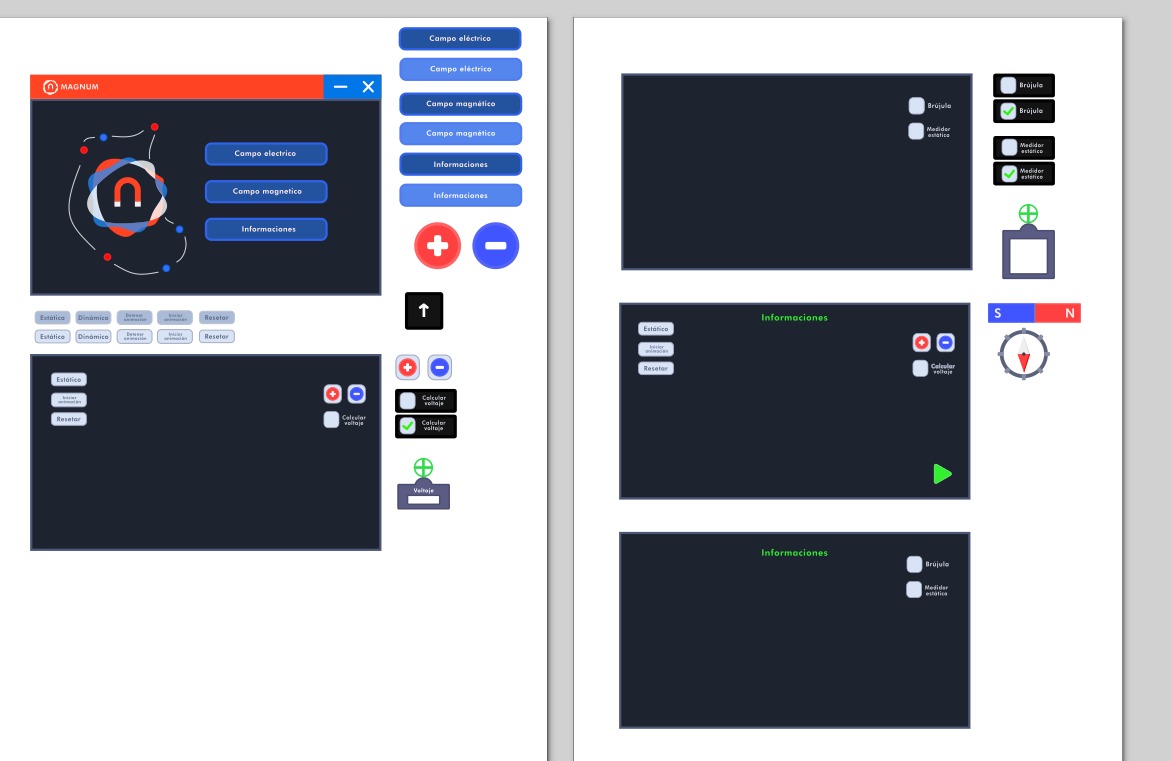 Campo eléctrico
Campo eléctrico
Campo magnético
Campo magnético
Informaciones
Informaciones
MAGNUM
Campo electrico
Campo magnetico
Informaciones
Estática
Dinámico
Detener
animación
Iniciar
animación
Resetar
Estático
Dinámico
Detener
animación
Iniciar
animación
Resetar
Estático
Iniciar
animación
Resetar
Calcular
voltaje
Calcular
voltaje
Calcular
voltaje
Voltaje
Brújula
Medidor
estático
Brújula
Brújula
Medidor
estático
Medidor
estático
Informaciones
Estático
Iniciar
animación
Resetar
Calcular
voltaje
S N
Informaciones
Brújula
Medidor
estático